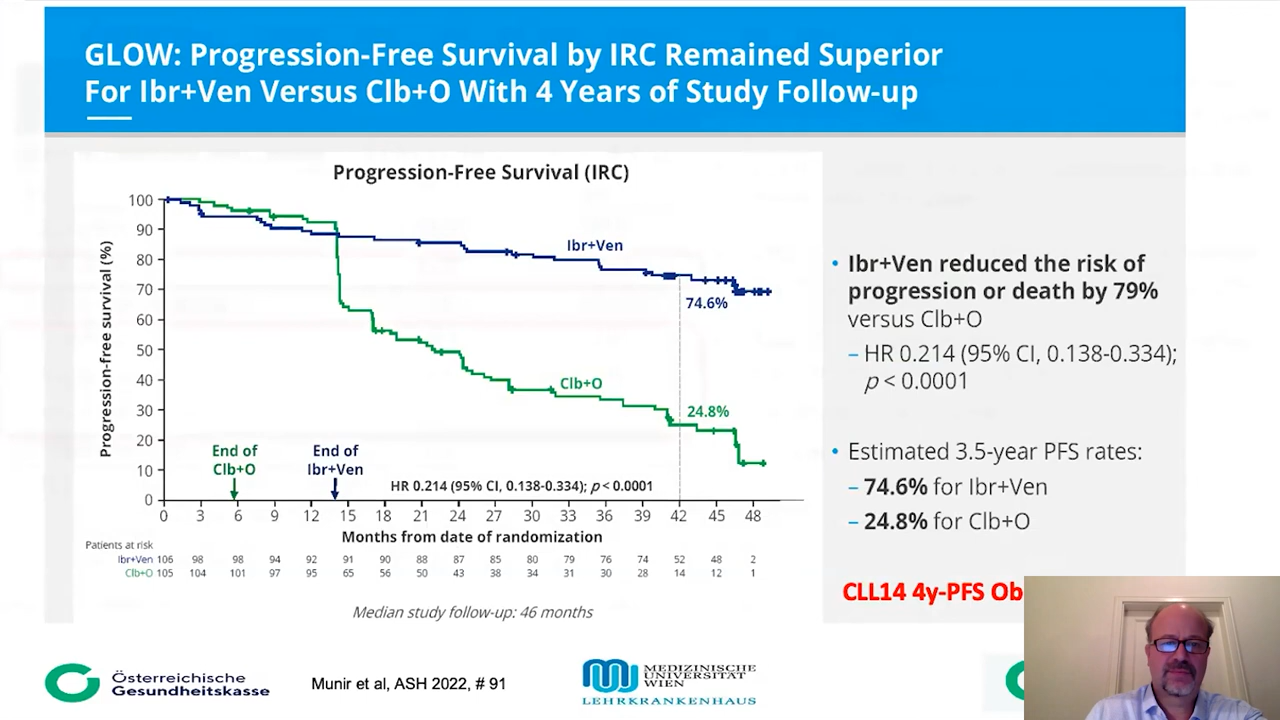 GLOW: Progression-Free Survival by IRC Remained Superior
For Ibr+Ven Versus Clb+O With 4 Years of Study Follow-up
Progression-Free Survival (IRC)
Progression-free survival (%)
100
90
80
70
60
50
40
30
20
10
0
Ibr+Ven
74.6%
Clb+O
24.8%
End of
Clb+O
End of
Ibr+Ven
HR 0.214 (95% CI, 0.138-0.334); p < 0.0001
0 3 6 9 12 15 18 21 24 27 30 33 36 39 42 45 48
Months from date of randomization
Patients at risk
Ibr+Ven 106 98 98 94 92 91 90 88 87 85 80 79 76 74 52 48 2
Clb+O 105 104 101 97 95 65 56 50 43 38 34 31 30 28 14 12 1
Median study follow-up: 46 months
• Ibr+Ven reduced the risk of
progression or death by 79%
versus Clb+O
– HR 0.214 (95% CI, 0.138-0.334);
p < 0.0001
• Estimated 3.5-year PFS rates:
– 74.6% for Ibr+Ven
– 24.8% for Clb+O
CLL14 4y-PFS Ob
Österreichische
Gesundheitskasse
Munir et al, ASH 2022, # 91
MEDIZINISCHE
UNIVERSITÄT
WIEN
LEHRKRANKENHAUS